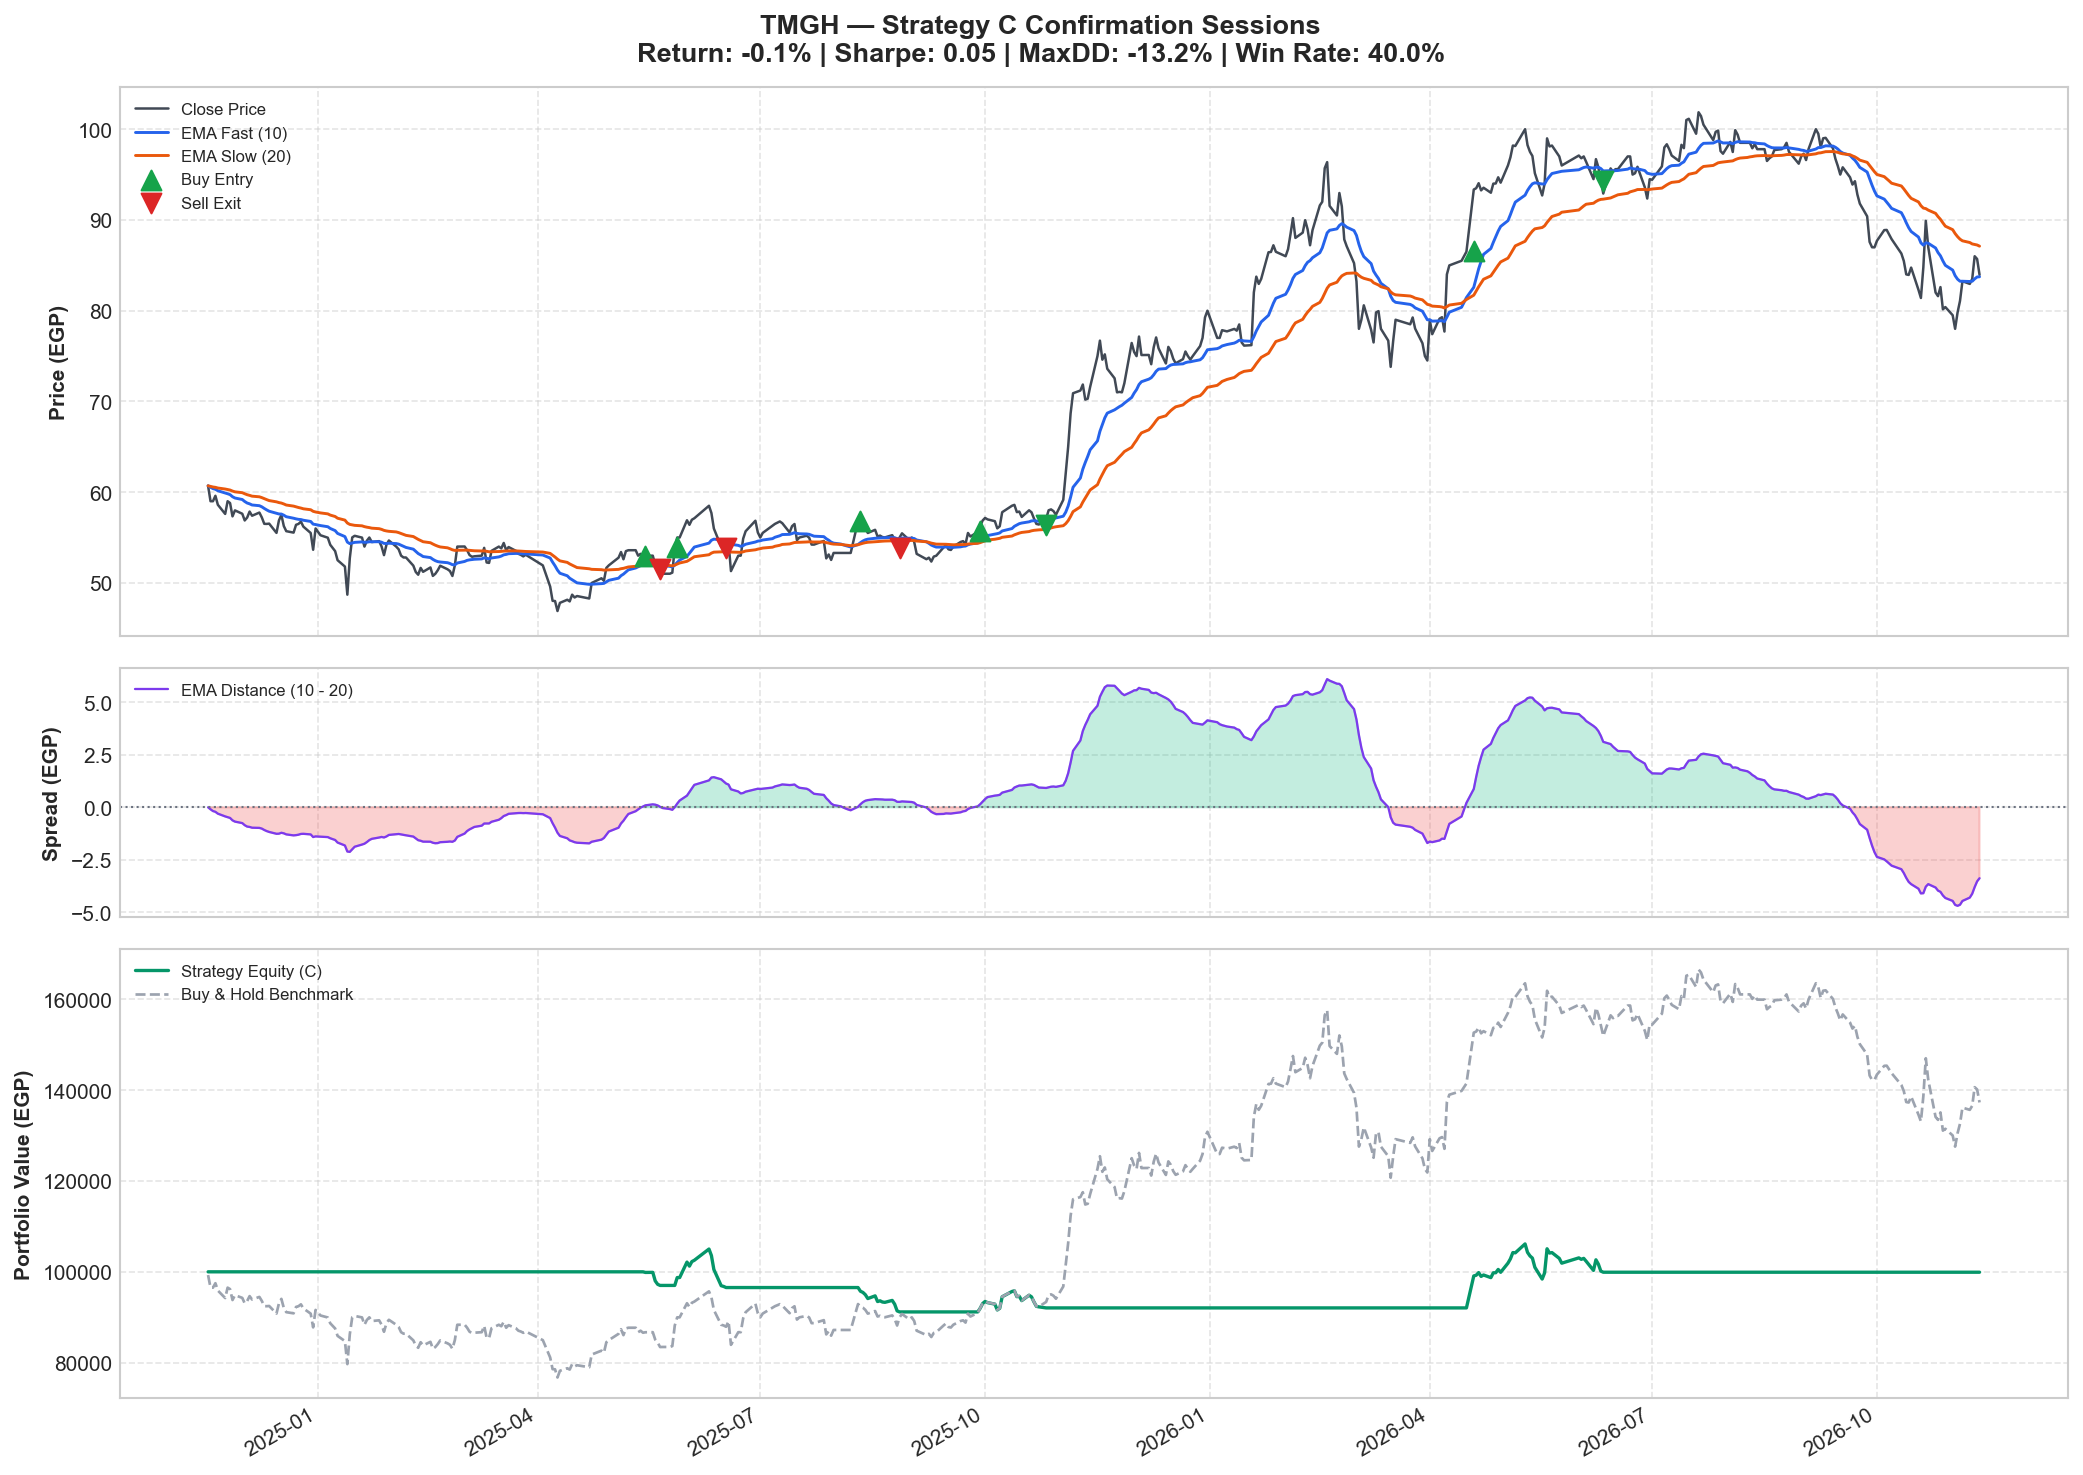 TMGH — Strategy C Confirmation Sessions
Return: -0.1% | Sharpe: 0.05 | MaxDD: -13.2% | Win Rate: 40.0%
Close Price
EMA Fast (10)
EMA Slow (20)
Buy Entry
Sell Exit
Price (EGP)
100
90
80
70
60
50
EMA Distance (10 - 20)
Spread (EGP)
5.0
2.5
0.0
−2.5
−5.0
Strategy Equity (C)
Buy & Hold Benchmark
Portfolio Value (EGP)
160000
140000
120000
100000
80000
2025-01
2025-04
2025-07
2025-10
2026-01
2026-04
2026-07
2026-10